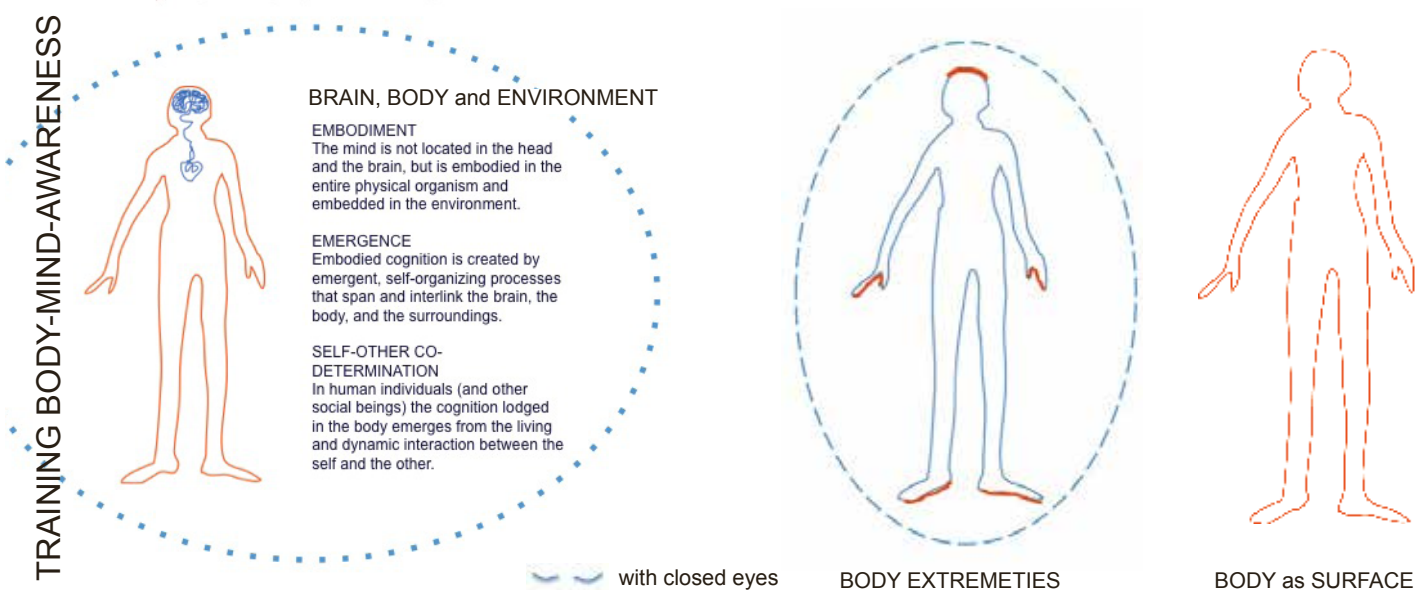 TRAINING BODY-MIND-AWARENESS
BRAIN, BODY and ENVIRONMENT
EMBODIMENT
The mind is not located in the head
and the brain, but is embodied in the
entire physical organism and
embedded in the environment.
EMERGENCE
Embodied cognition is created by
emergent, self-organizing processes
that span and interlink the brain, the
body, and the surroundings.
SELF-OTHER CO-
DETERMINATION
In human individuals (and other
social beings) the cognition lodged
in the body emerges from the living
and dynamic interaction between the
self and the other.
with closed eyes
BODY EXTREMETIES
BODY as SURFACE